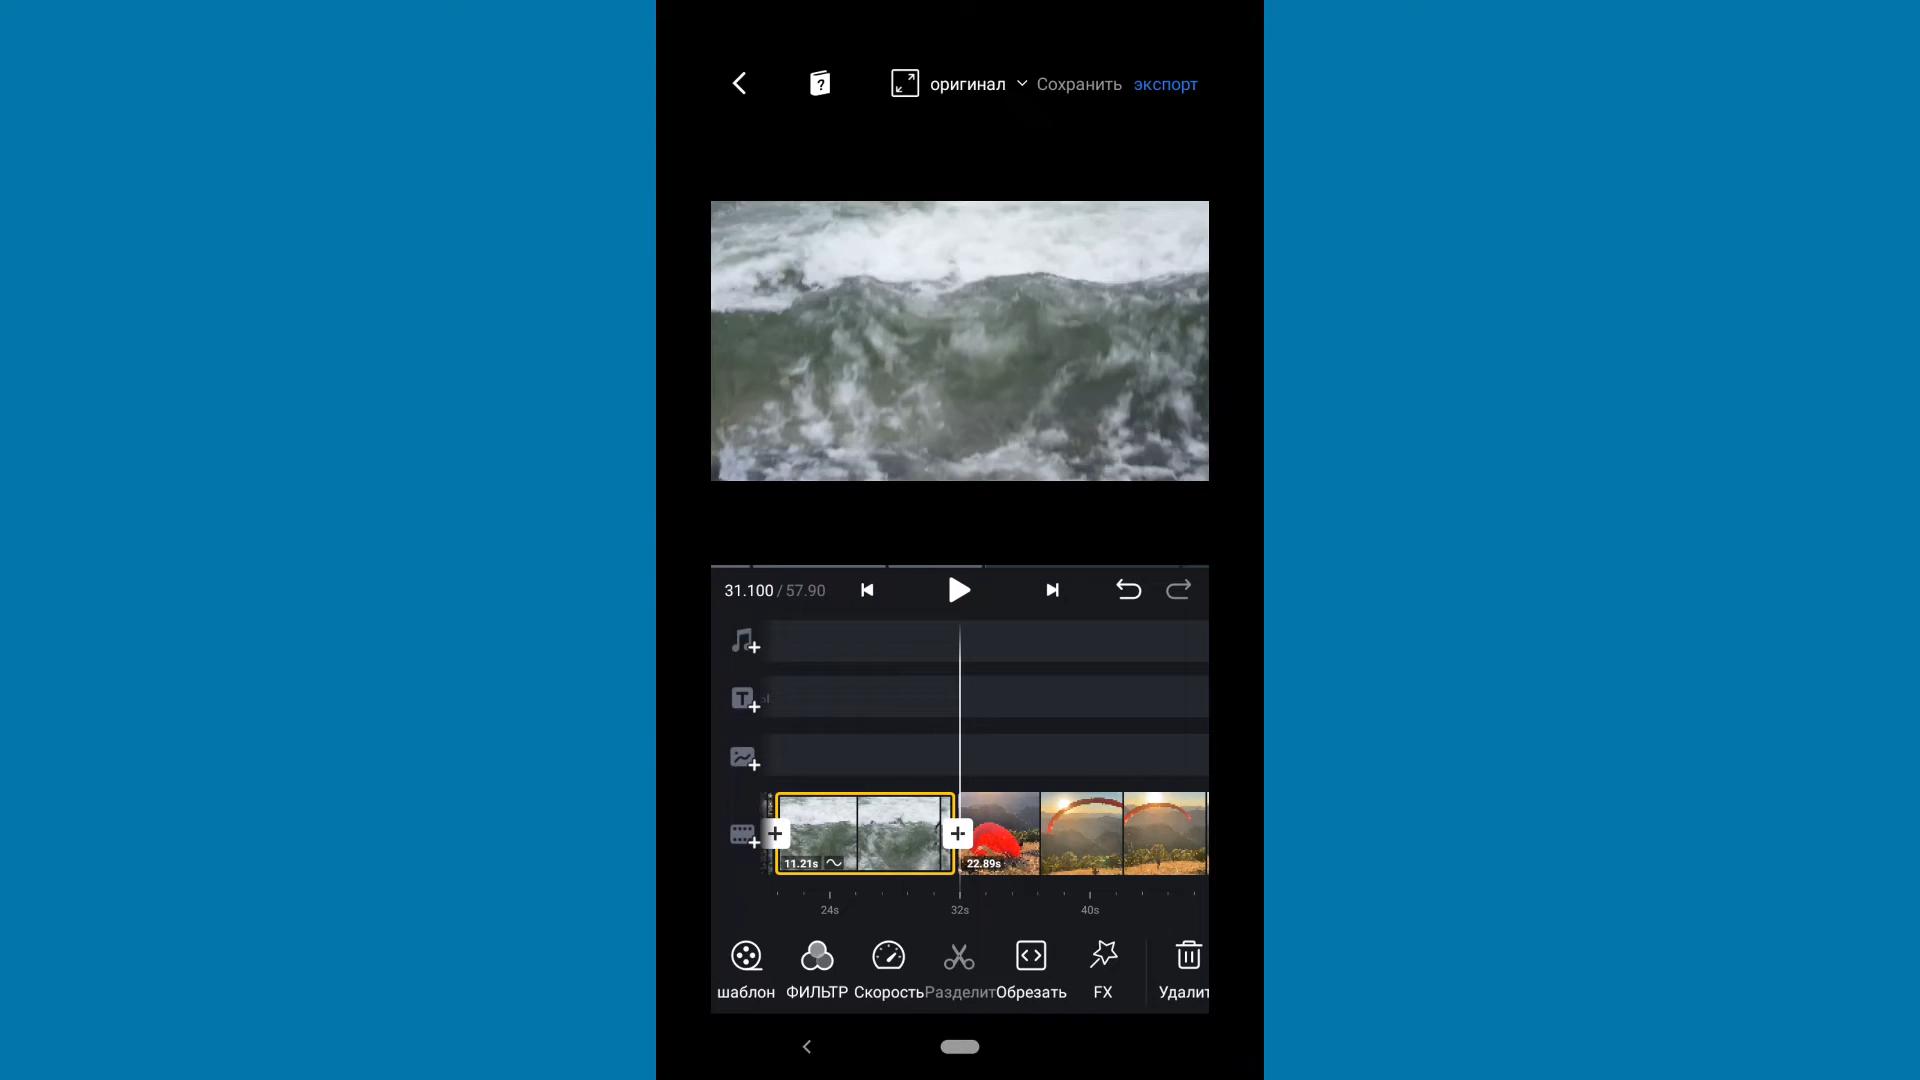 оригинал Сохранить экспорт
31.100 / 57.90
T
11.21s 22.89s
24s 32s 40s
шаблон ФИЛЬТР Скорость Разделит Обрезать FX Удалит